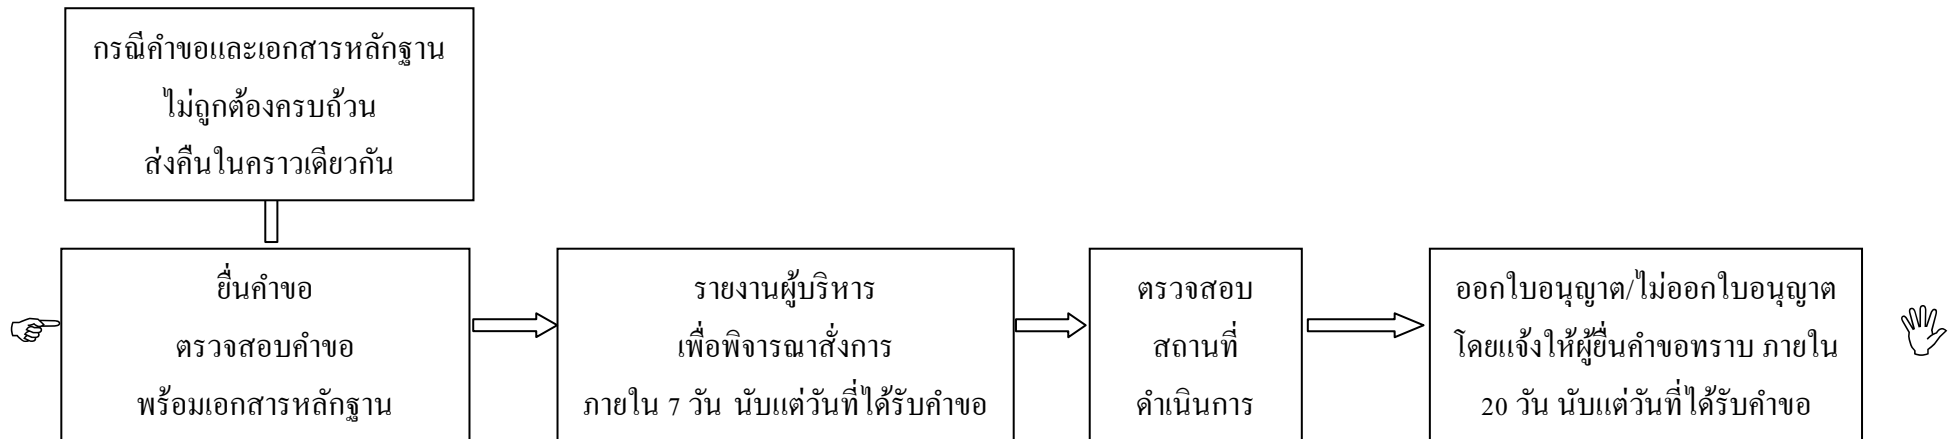 กรณีคำขอและเอกสารหลักฐาน
ไม่ถูกต้องครบถ้วน
ส่งคืนในคราวเดียวกัน
ยื่นคำขอ
ตรวจสอบคำขอ
พร้อมเอกสารหลักฐาน
รายงานผู้บริหาร
เพื่อพิจารณาสั่งการ
ภายใน 7 วัน นับแต่วันที่ได้รับคำขอ
ตรวจสอบ
สถานที่
ดำเนินการ
ออกใบอนุญาต/ไม่ออกใบอนุญาต
โดยแจ้งให้ผู้ยื่นคำขอทราบ ภายใน
20 วัน นับแต่วันที่ได้รับคำขอ